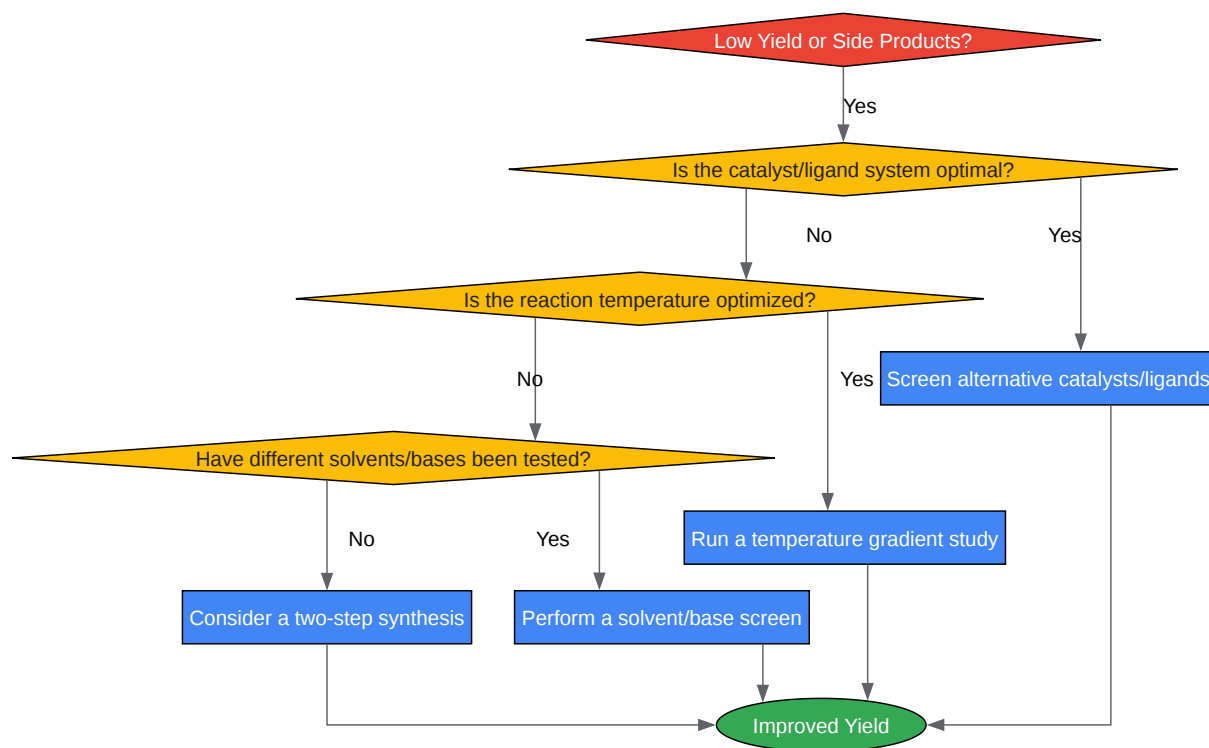 Low Yield or Side Products?
Yes
Is the catalyst/ligand system optimal?
No
Yes
Is the reaction temperature optimized?
No
Yes
Screen alternative catalysts/ligands
Have different solvents/bases been tested?
No
Yes
Run a temperature gradient study
Consider a two-step synthesis
Perform a solvent/base screen
Improved Yield